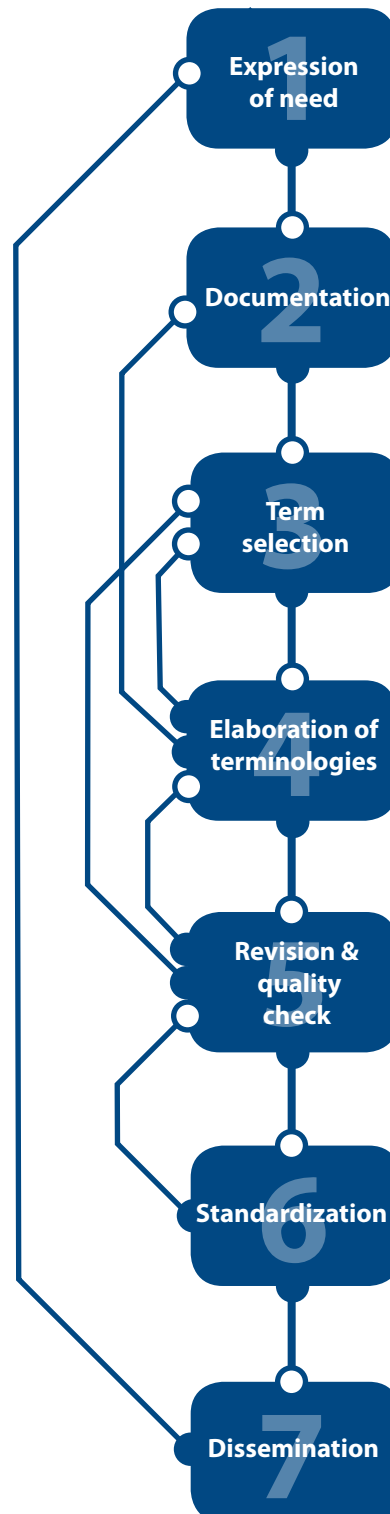 1
Expression
of need
2
Documentation
3
Term
selection
4
Elaboration of
terminologies
5
Revision &
quality
check
6
Standardization
7
Dissemination